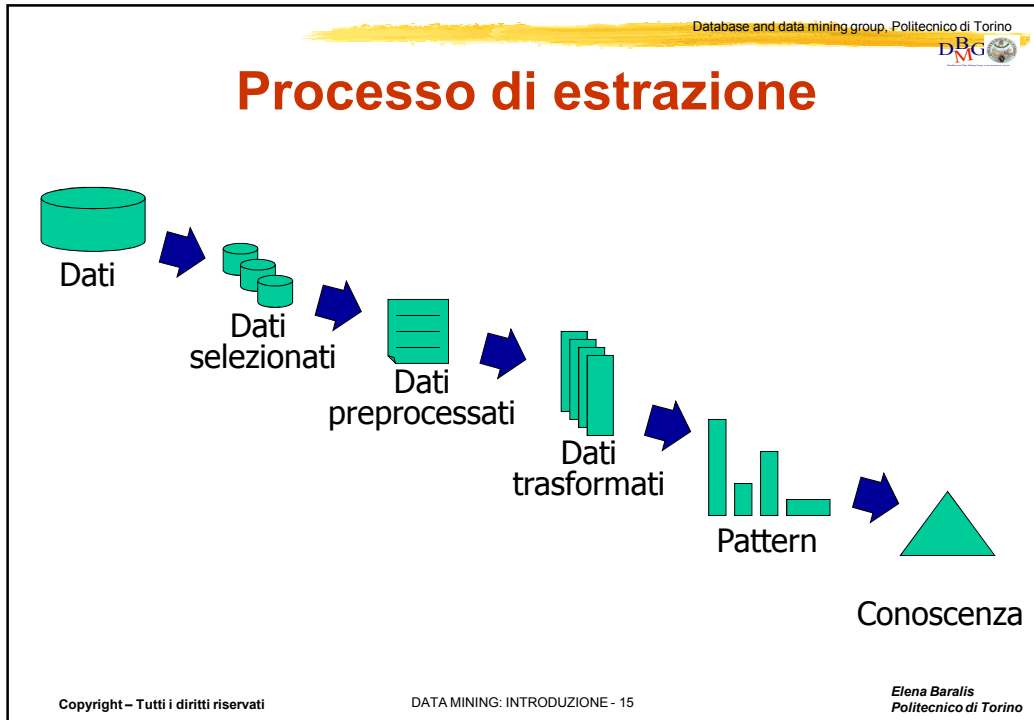 Database and data mining group, Politecnico di Torino
DBMG
Processo di estrazione
Dati
Dati
selezionati
Dati
preprocessati
Dati
trasformati
Pattern
Conoscenza
Copyright – Tutti i diritti riservati
DATA MINING: INTRODUZIONE - 15
Elena Baralis
Politecnico di Torino